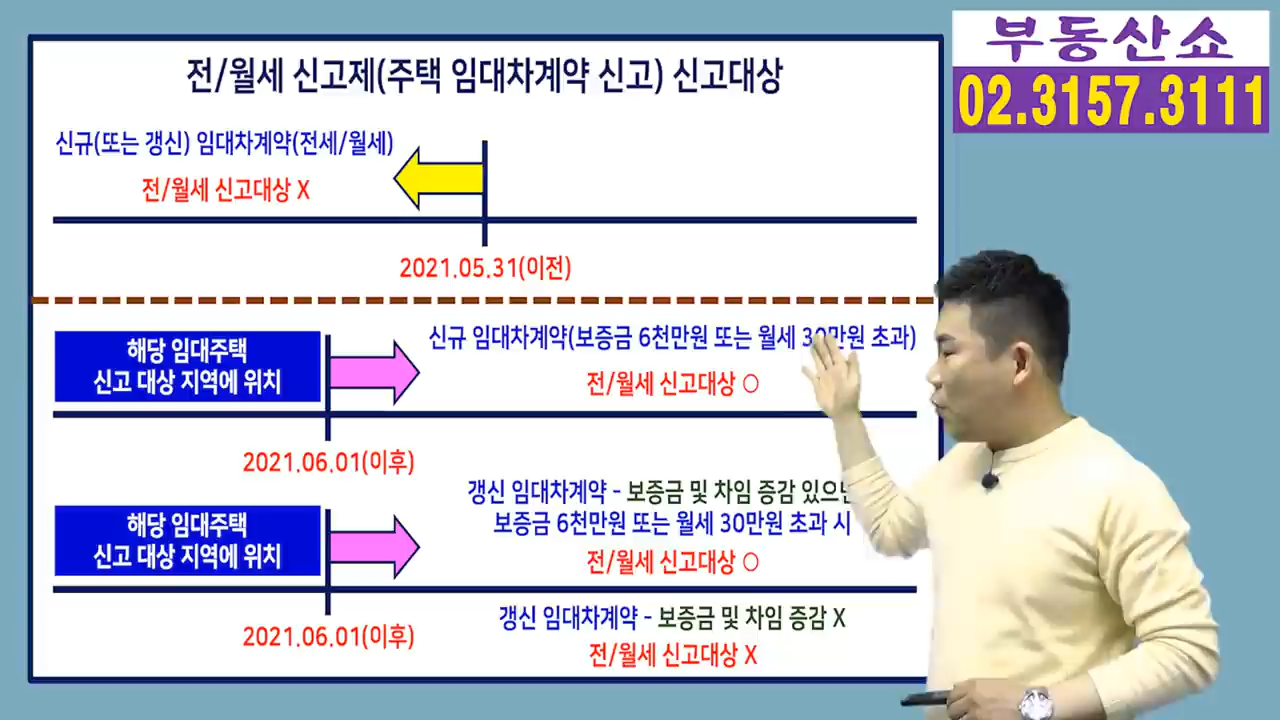 부동산쇼
02.3157.3111
전/월세 신고제(주택 임대차계약 신고) 신고대상
신규(또는 갱신) 임대차계약(전세/월세)
전/월세 신고대상 X
2021.05.31(이전)
해당 임대주택
신고 대상 지역에 위치
신규 임대차계약(보증금 6천만원 또는 월세 30만원 초과)
전/월세 신고대상 O
2021.06.01(이후)
갱신 임대차계약 - 보증금 및 차임 증감
보증금 6천만원 또는 월세 30만원 초과 시
전/월세 신고대상 O
해당 임대주택
신고 대상 지역에 위치
2021.06.01(이후)
갱신 임대차계약 - 보증금 및 차임 증감 X
전/월세 신고대상 X